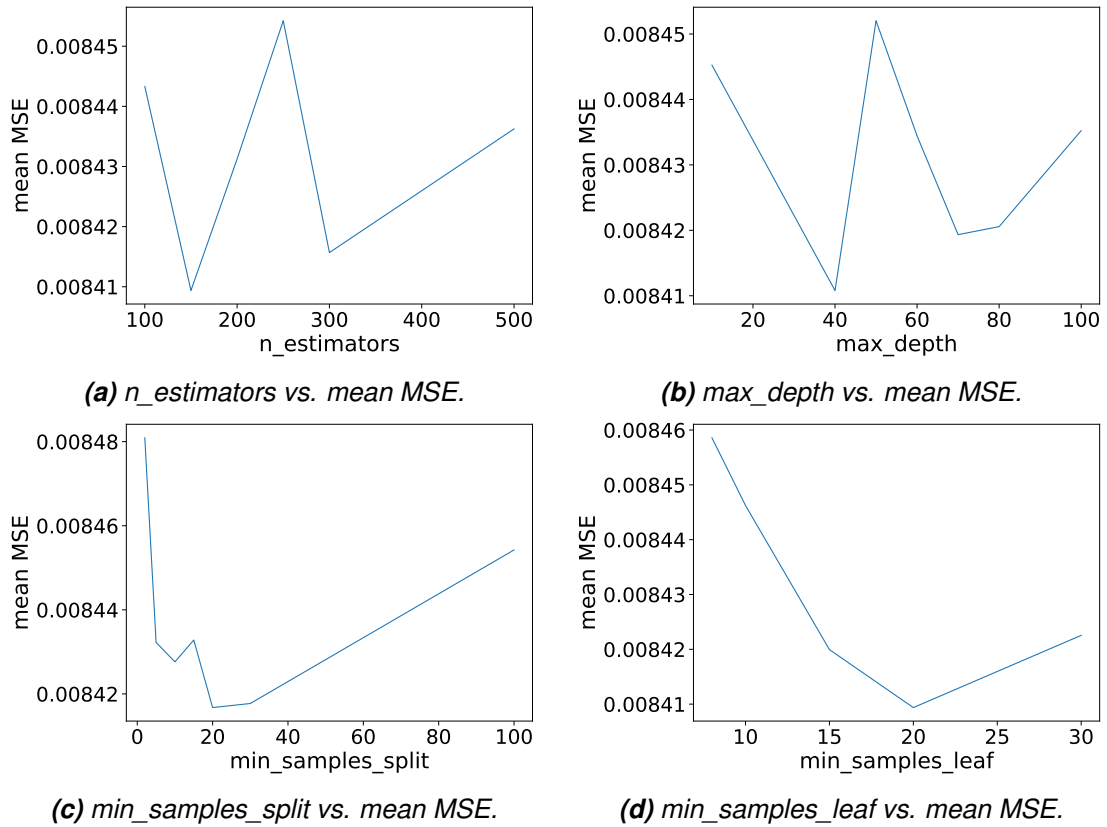 0.00845
0.00844
0.00843
0.00842
0.00841
mean MSE
100 200 300 400 500
n_estimators
(a) n_estimators vs. mean MSE.
0.00845
0.00844
0.00843
0.00842
0.00841
mean MSE
20 40 60 80 100
max_depth
(b) max_depth vs. mean MSE.
0.00848
0.00846
0.00844
0.00842
mean MSE
0 20 40 60 80 100
min_samples_split
(c) min_samples_split vs. mean MSE.
0.00846
0.00845
0.00844
0.00843
0.00842
0.00841
mean MSE
10 15 20 25 30
min_samples_leaf
(d) min_samples_leaf vs. mean MSE.